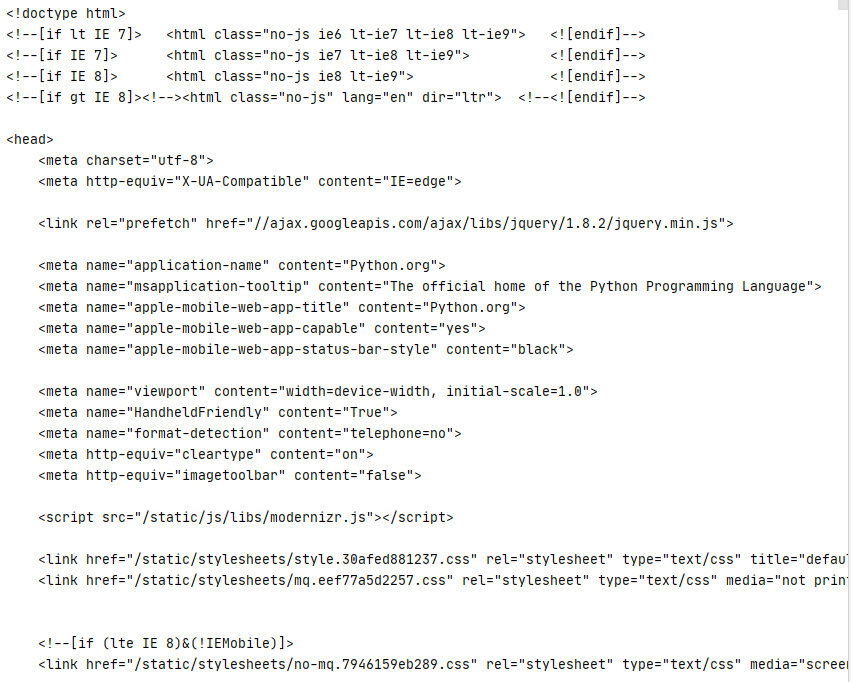 <!doctype html>
<!--[if lt IE 7]>   <html class="no-js ie6 lt-ie7 lt-ie8 lt-ie9">   <![endif]-->
<!--[if IE 7]>      <html class="no-js ie7 lt-ie8 lt-ie9">          <![endif]-->
<!--[if IE 8]>      <html class="no-js ie8 lt-ie9">                 <![endif]-->
<!--[if gt IE 8]><!--><html class="no-js" lang="en" dir="ltr">  <!--<![endif]-->
<head>
    <meta charset="utf-8">
    <meta http-equiv="X-UA-Compatible" content="IE=edge">
    <link rel="prefetch" href="//ajax.googleapis.com/ajax/libs/jquery/1.8.2/jquery.min.js">
    <meta name="application-name" content="Python.org">
    <meta name="msapplication-tooltip" content="The official home of the Python Programming Language">
    <meta name="apple-mobile-web-app-title" content="Python.org">
    <meta name="apple-mobile-web-app-capable" content="yes">
    <meta name="apple-mobile-web-app-status-bar-style" content="black">
    <meta name="viewport" content="width=device-width, initial-scale=1.0">
    <meta name="HandheldFriendly" content="True">
    <meta name="format-detection" content="telephone=no">
    <meta http-equiv="cleartype" content="on">
    <meta http-equiv="imagetoolbar" content="false">
    <script src="/static/js/libs/modernizr.js"></script>
    <link href="/static/stylesheets/style.30afed881237.css" rel="stylesheet" type="text/css" title="defau
    <link href="/static/stylesheets/mq.eef77a5d2257.css" rel="stylesheet" type="text/css" media="not prin
    <!--[if (lte IE 8)&(!IEMobile)]>
    <link href="/static/stylesheets/no-mq.7946159eb289.css" rel="stylesheet" type="text/css" media="scree